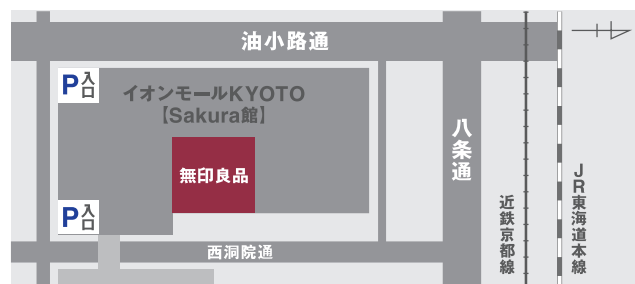 油小路通
P入口
イオンモールKYOTO
【Sakura館】
無印良品
八条通
P入口
西洞院通
近鉄京都線
JR東海道本線